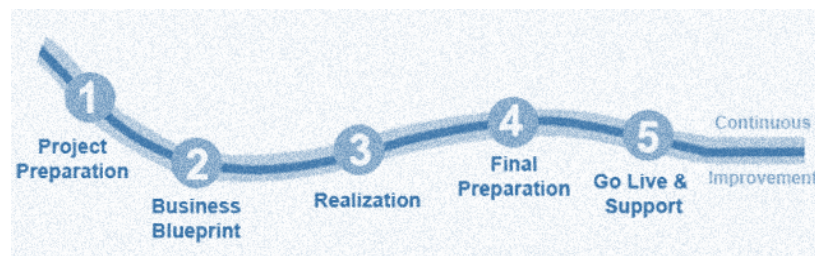 1
Project
Preparation
2
Business
Blueprint
3
Realization
4
Final
Preparation
5
Go Live &
Support
Continuous
Improvement